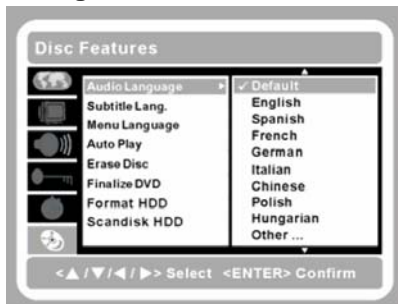 Disc Features
Audio Language
Subtitle Lang.
Menu Language
Auto Play
Erase Disc
Finalize DVD
Format HDD
Scandisk HDD
✓ Default
English
Spanish
French
German
Italian
Chinese
Polish
Hungarian
Other ...
<▲ / ▼ / ◀ / ▶> Select <ENTER> Confirm